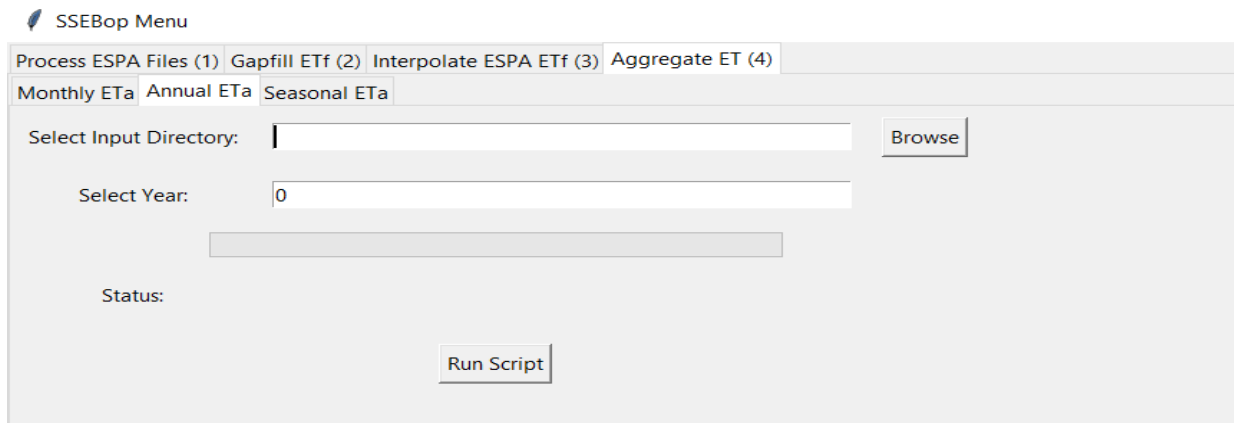 SSEBop Menu
Process ESPA Files (1) Gapfill ETf (2) Interpolate ESPA ETf (3) Aggregate ET (4)
Monthly ETa Annual ETa Seasonal ETa
Select Input Directory: Browse
Select Year: 0
Status:
Run Script